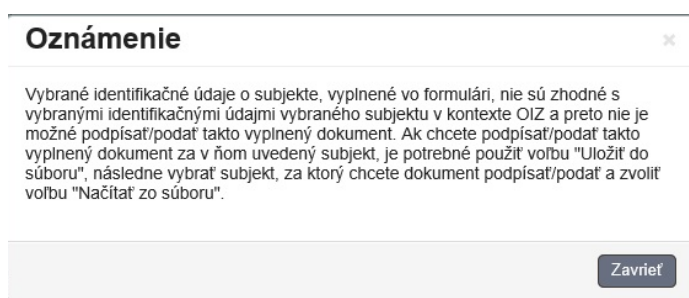 Oznámenie
×
Vybrané identifikačné údaje o subjekte, vyplnené vo formulári, nie sú zhodné s
vybranými identifikačnými údajmi vybraného subjektu v kontexte OIZ a preto nie je
možné podpísať/podať takto vyplnený dokument. Ak chcete podpísať/podať takto
vyplnený dokument za v ňom uvedený subjekt, je potrebné použiť voľbu "Uložiť do
súboru", následne vybrať subjekt, za ktorý chcete dokument podpísať/podať a zvoliť
voľbu "Načítať zo súboru".
Zavrieť